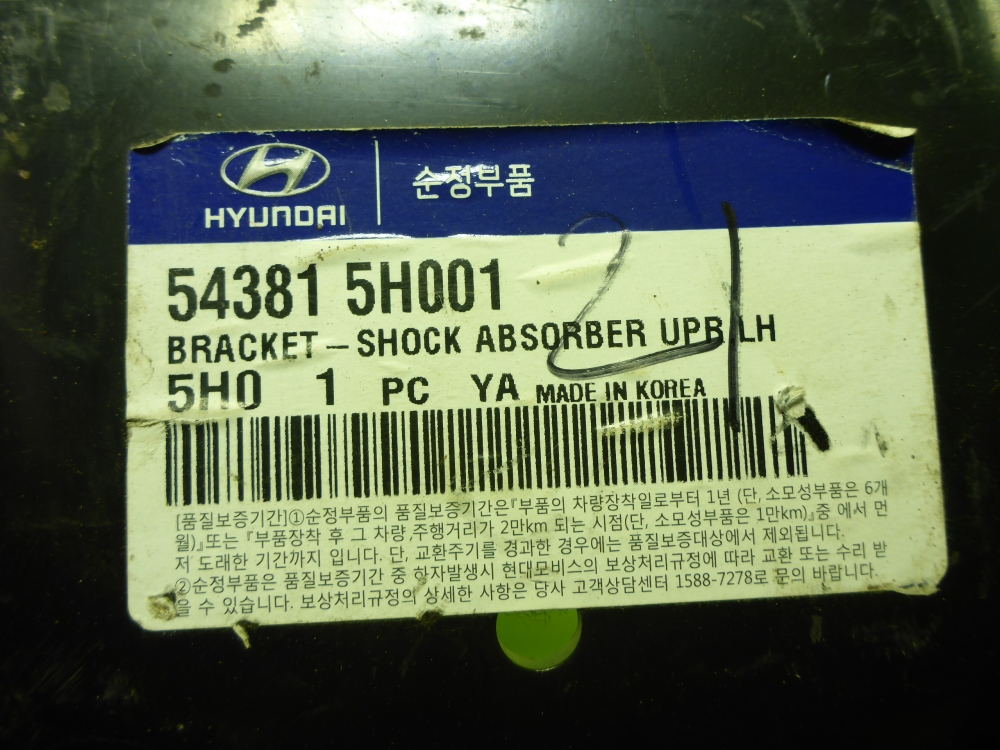 HYUNDAI
순정부품
21
54381 5H001
BRACKET - SHOCK ABSORBER UPR LH
5H0 1 PC YA MADE IN KOREA
[품질보증기간]①순정부품의 품질보증기간은『부품의 차량장착일로부터 1년 (단, 소모성부품은 6개
월)』또는 『부품장착 후 그 차량 주행거리가 2만km 되는 시점(단, 소모성부품은 1만km)』중 에서 먼
저 도래한 기간까지 입니다. 단, 교환주기를 경과한 경우에는 품질보증대상에서 제외됩니다.
②순정부품은 품질보증기간 중 하자발생시 현대모비스의 보상처리규정에 따라 교환 또는 수리 받
을 수 있습니다. 보상처리규정의 상세한 사항은 당사 고객상담센터 1588-7278로 문의 바랍니다.